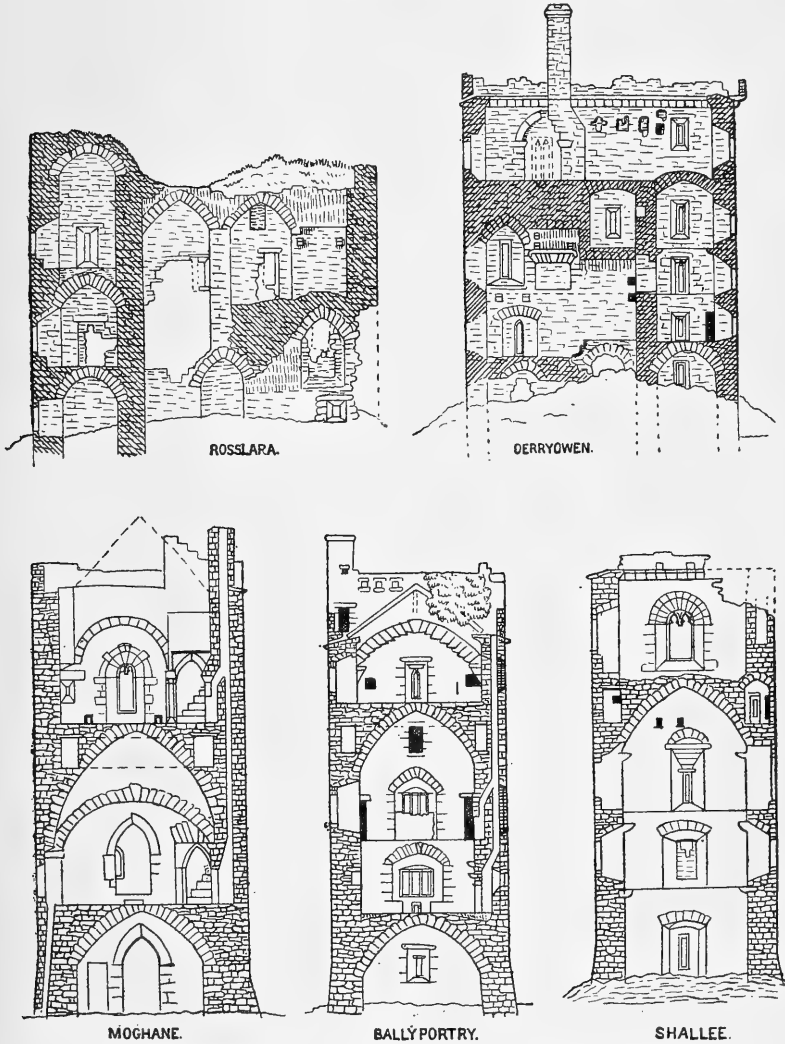 ROSSLARA.
DERRYOWEN.
MOGHANE.
BALLYPORTRY.
SHALLEE.